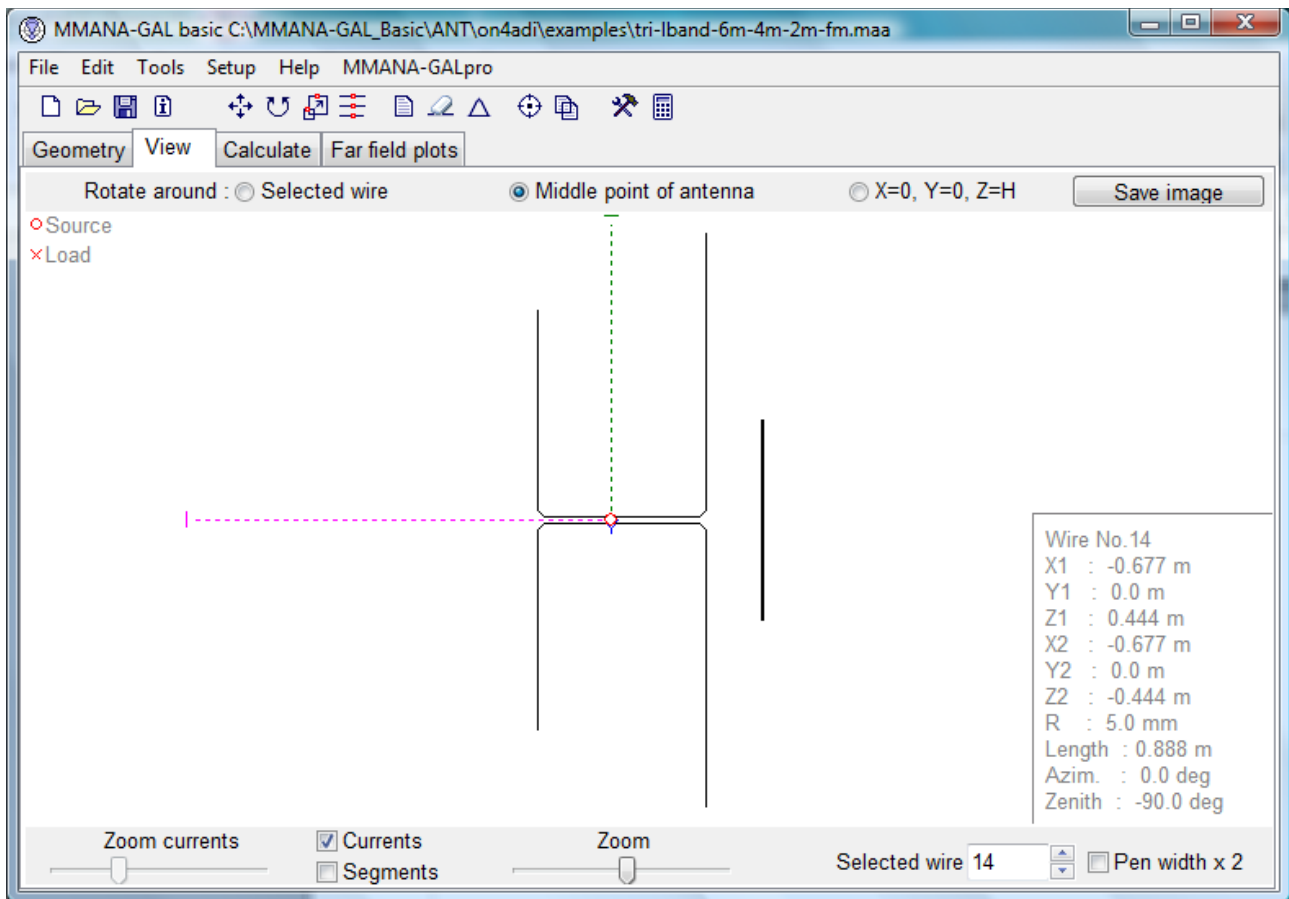 MMANA-GAL basic C:\MMANA-GAL_Basic\ANT\on4adi\examples\tri-lband-6m-4m-2m-fm.maa
File Edit Tools Setup Help MMANA-GALpro
Geometry View Calculate Far field plots
Rotate around : Selected wire Middle point of antenna X=0, Y=0, Z=H Save image
Source
Load
Y
Wire No.14
X1 : -0.677 m
Y1 : 0.0 m
Z1 : 0.444 m
X2 : -0.677 m
Y2 : 0.0 m
Z2 : -0.444 m
R : 5.0 mm
Length : 0.888 m
Azim. : 0.0 deg
Zenith : -90.0 deg
Zoom currents Currents Zoom
Selected wire 14 Pen width x 2
Segments